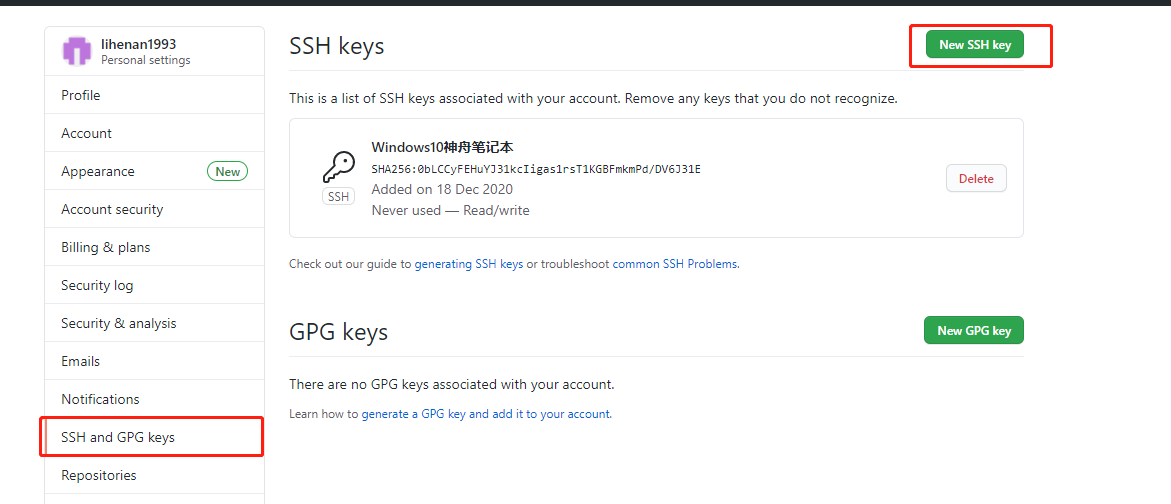 lihenan1993
Personal settings
Profile
Account
Appearance New
Account security
Billing & plans
Security log
Security & analysis
Emails
Notifications
SSH and GPG keys
Repositories
SSH keys
New SSH key
This is a list of SSH keys associated with your account. Remove any keys that you do not recognize.
Windows10神舟笔记本
SHA256:0bLCCyFEHuYJ31kcIigas1rsT1KGBFmkmPd/DV6J31E
SSH
Added on 18 Dec 2020
Never used — Read/write
Delete
Check out our guide to generating SSH keys or troubleshoot common SSH Problems.
GPG keys
New GPG key
There are no GPG keys associated with your account.
Learn how to generate a GPG key and add it to your account.